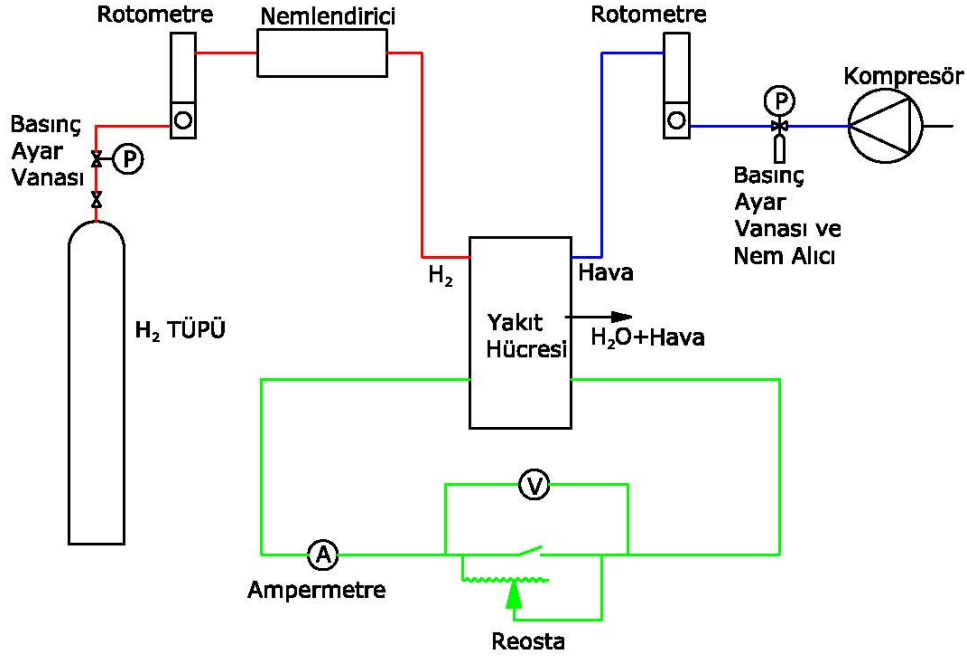 Rotometre
Nemlendirici
Rotometre
Kompresör
Basınç
Ayar
Vanası
P
P
Basınç
Ayar
Vanası ve
Nem Alıcı
H₂
Hava
H₂ TÜPÜ
Yakıt
Hücresi
H₂O+Hava
V
A
Ampermetre
Reosta